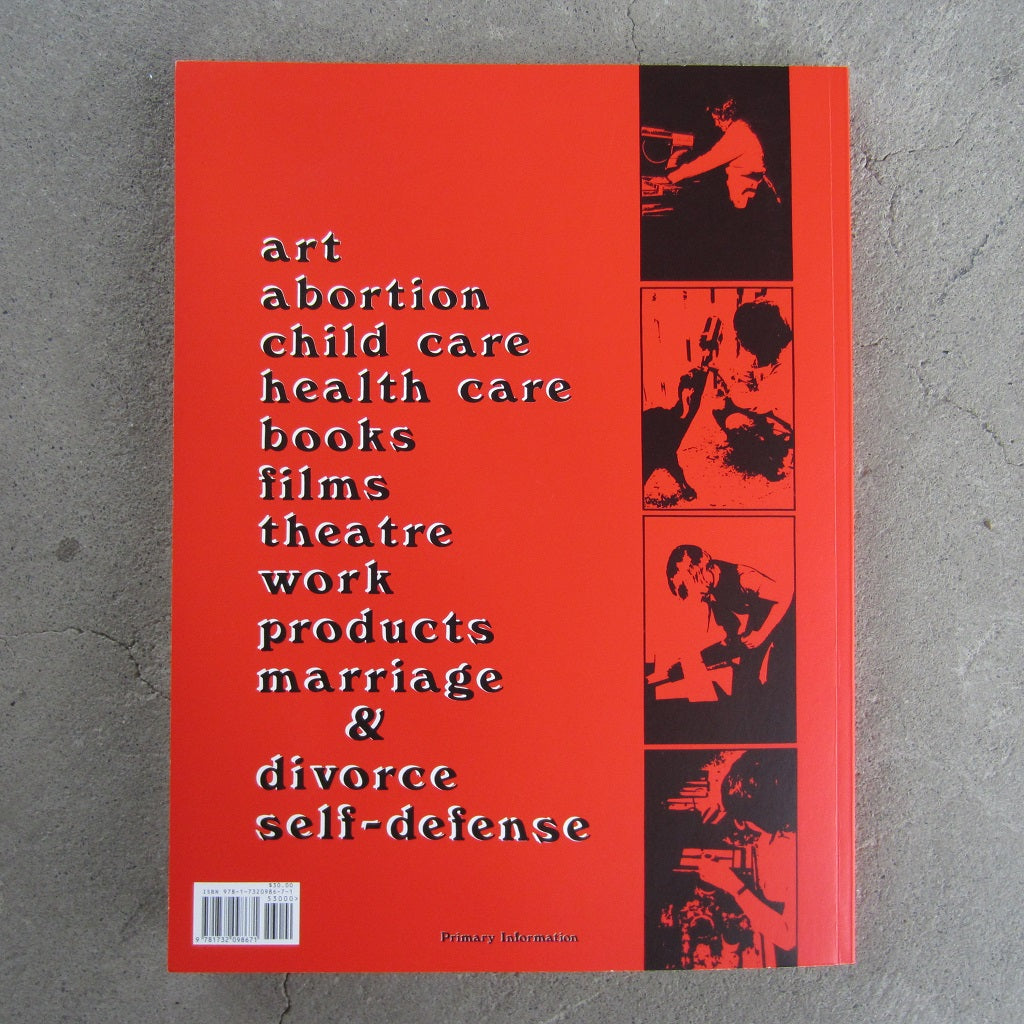 art
abortion
child care
health care
books
films
theatre
work
products
marriage
&
divorce
self-defense
$30.00
ISBN 978-1-7320986-7-1
53000>
9 781732 098671
Primary Information